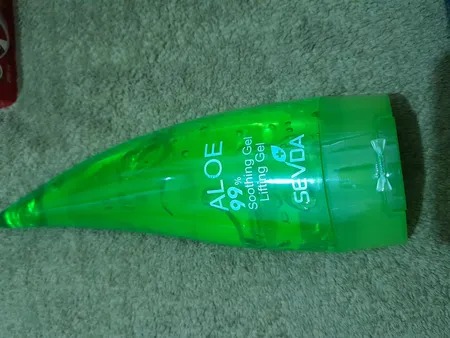 ALOE
99%
Soothing Gel
Lifting Gel
SEVDA